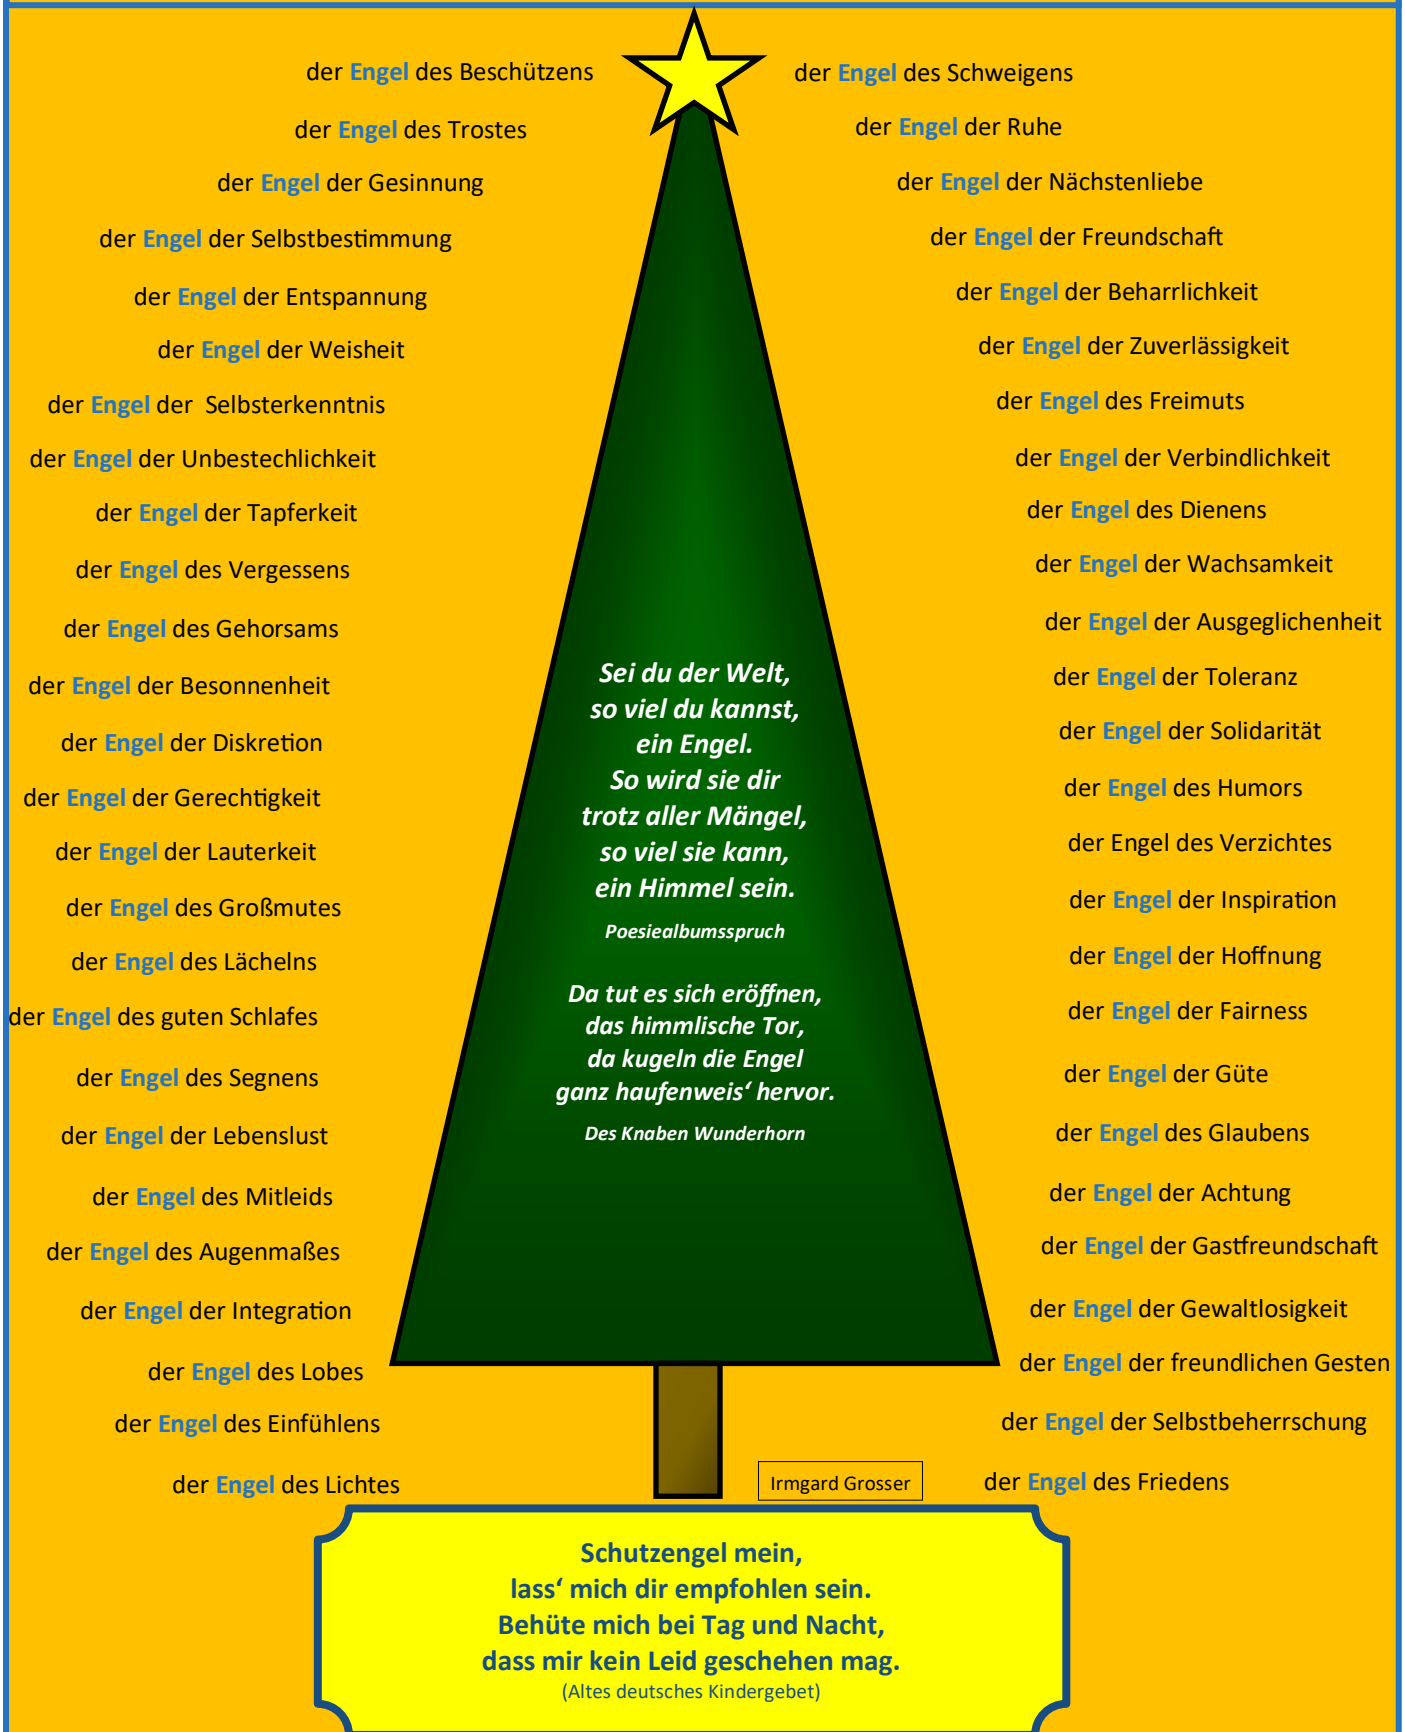 der Engel des Beschützens
der Engel des Trostes
der Engel der Gesinnung
der Engel der Selbstbestimmung
der Engel der Entspannung
der Engel der Weisheit
der Engel der  Selbsterkenntnis
der Engel der Unbestechlichkeit
der Engel der Tapferkeit
der Engel des Vergessens
der Engel des Gehorsams
der Engel der Besonnenheit
der Engel der Diskretion
der Engel der Gerechtigkeit
der Engel der Lauterkeit
der Engel des Großmutes
der Engel des Lächelns
der Engel des guten Schlafes
der Engel des Segnens
der Engel der Lebenslust
der Engel des Mitleids
der Engel des Augenmaßes
der Engel der Integration
der Engel des Lobes
der Engel des Einfühlens
der Engel des Lichtes
Sei du der Welt,
so viel du kannst,
ein Engel.
So wird sie dir
trotz aller Mängel,
so viel sie kann,
ein Himmel sein.
Poesiealbumsspruch
Da tut es sich eröffnen,
das himmlische Tor,
da kugeln die Engel
ganz haufenweis‘ hervor.
Des Knaben Wunderhorn
der Engel des Schweigens
der Engel der Ruhe
der Engel der Nächstenliebe
der Engel der Freundschaft
der Engel der Beharrlichkeit
der Engel der Zuverlässigkeit
der Engel des Freimuts
der Engel der Verbindlichkeit
der Engel des Dienens
der Engel der Wachsamkeit
der Engel der Ausgeglichenheit
der Engel der Toleranz
der Engel der Solidarität
der Engel des Humors
der Engel des Verzichtes
der Engel der Inspiration
der Engel der Hoffnung
der Engel der Fairness
der Engel der Güte
der Engel des Glaubens
der Engel der Achtung
der Engel der Gastfreundschaft
der Engel der Gewaltlosigkeit
der Engel der freundlichen Gesten
der Engel der Selbstbeherrschung
der Engel des Friedens
Irmgard Grosser
Schutzengel mein,
lass‘ mich dir empfohlen sein.
Behüte mich bei Tag und Nacht,
dass mir kein Leid geschehen mag.
(Altes deutsches Kindergebet)